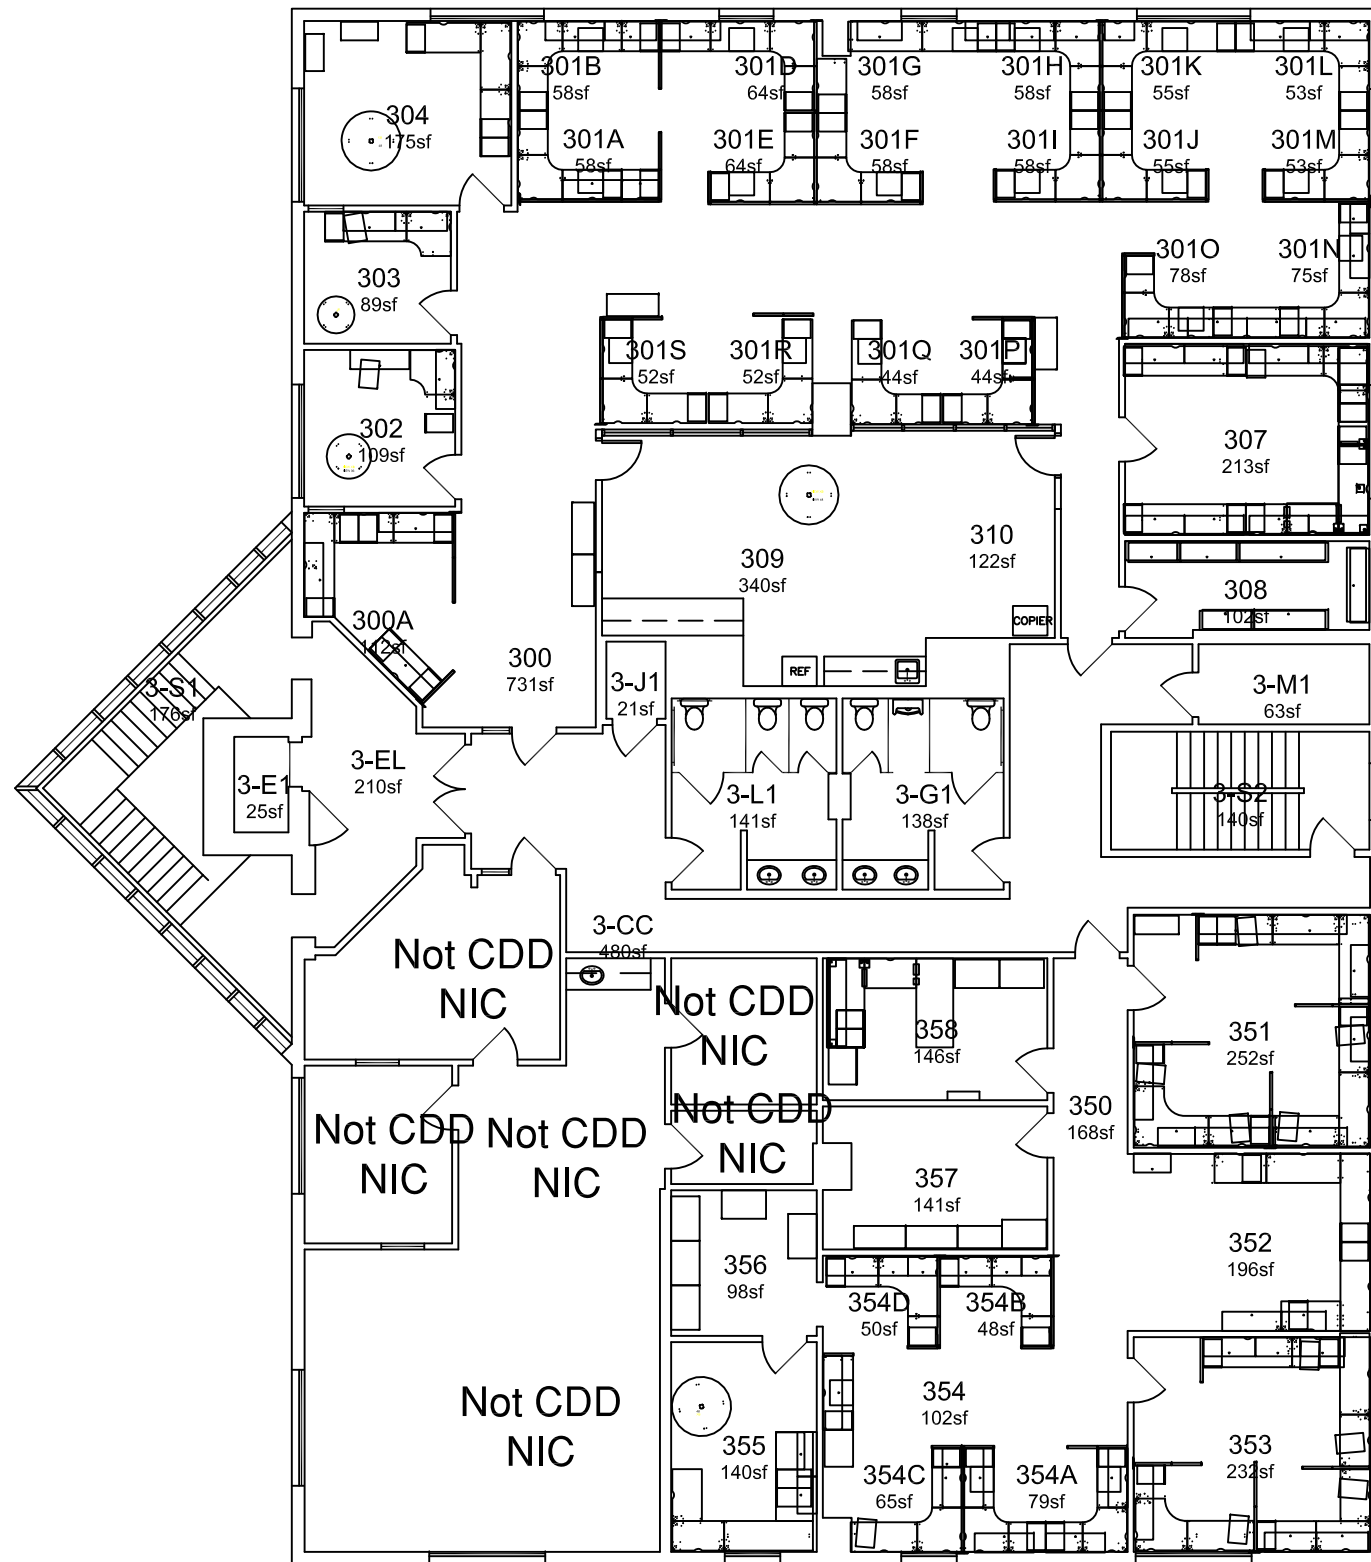 301B
58sf
301D
64sf
301G
58sf
301H
58sf
301K
55sf
301L
53sf
304
175sf
301A
58sf
301E
64sf
301F
58sf
301I
58sf
301J
55sf
301M
53sf
303
89sf
301O
78sf
301N
75sf
301S
52sf
301R
52sf
301Q
44sf
301P
44sf
302
109sf
307
213sf
309
340sf
310
122sf
308
102sf
COPIER
300A
112sf
300
731sf
REF
3-J1
21sf
3-S1
176sf
3-M1
63sf
3-E1
25sf
3-EL
210sf
3-L1
141sf
3-G1
138sf
3-S2
140sf
3-CC
480sf
Not CDD
NIC
Not CDD
NIC
358
146sf
351
252sf
Not CDD
NIC
Not CDD
NIC
Not CDD
NIC
350
168sf
357
141sf
356
98sf
352
196sf
354D
50sf
354B
48sf
Not CDD
NIC
354
102sf
355
140sf
353
232sf
354C
65sf
354A
79sf